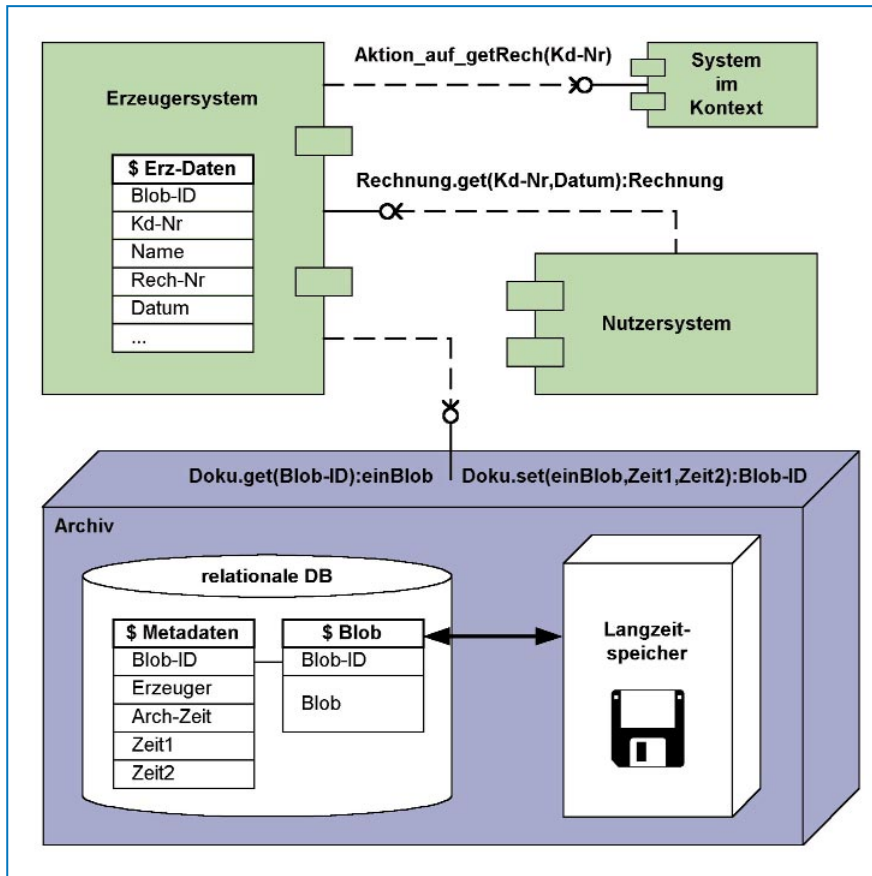 Aktion_auf_getRech(Kd-Nr)
System
im
Kontext
Erzeugersystem
$ Erz-Daten
Blob-ID
Kd-Nr
Name
Rech-Nr
Datum
...
Rechnung.get(Kd-Nr,Datum):Rechnung
Nutzersystem
Doku.get(Blob-ID):einBlob
Doku.set(einBlob,Zeit1,Zeit2):Blob-ID
Archiv
relationale DB
$ Metadaten
Blob-ID
Erzeuger
Arch-Zeit
Zeit1
Zeit2
$ Blob
Blob-ID
Blob
Langzeit-
speicher